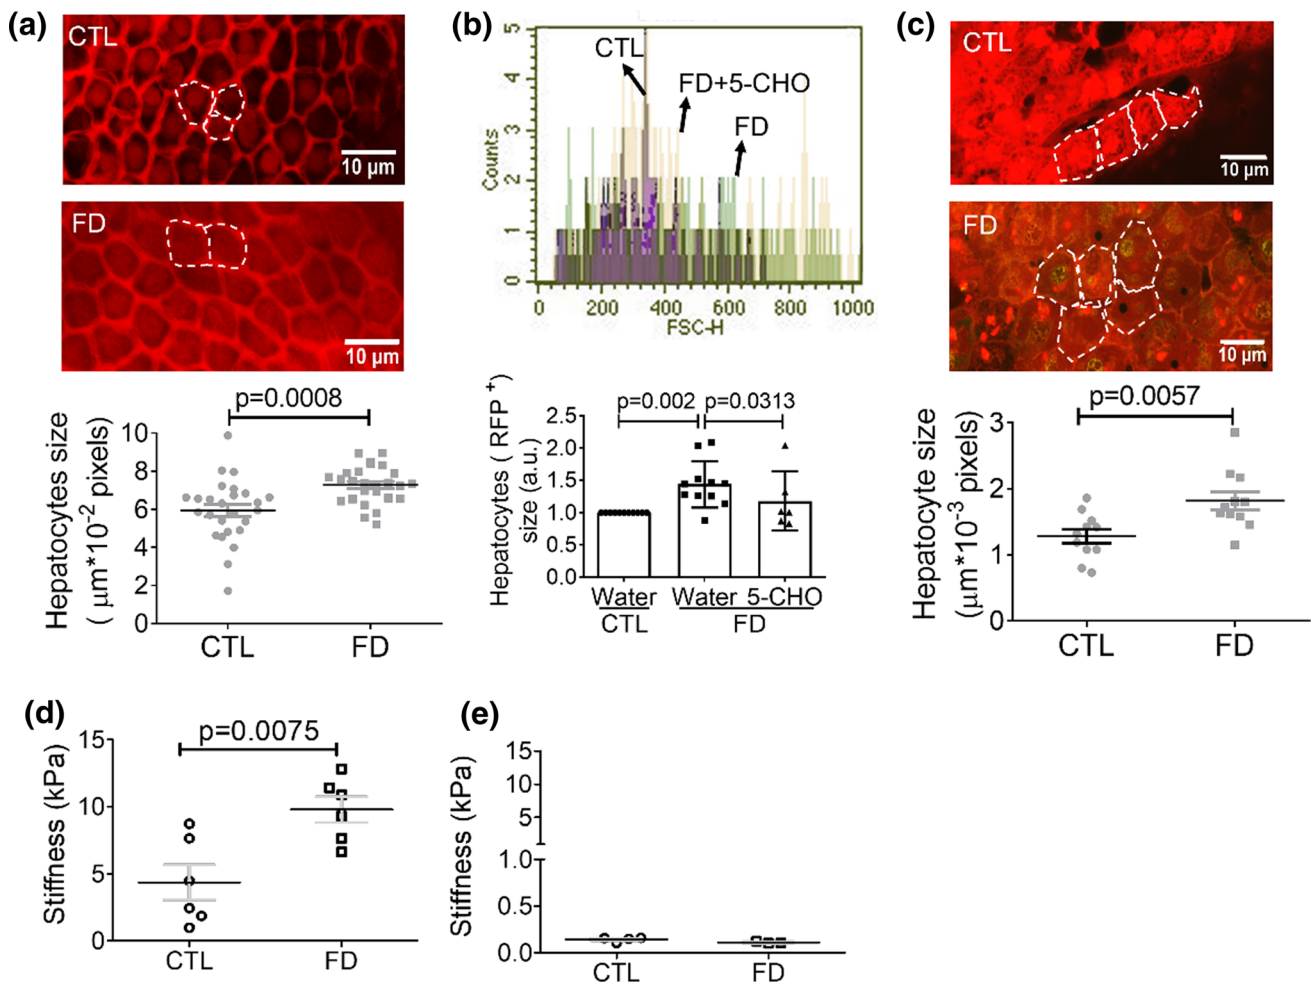 (a)
CTL
10 µm
FD
10 µm
p=0.0008
Hepatocytes size
( µm*10-2 pixels)
10
8
6
4
2
0
CTL
FD
(b)
5
4
3
2
1
0
Counts
CTL
FD+5-CHO
FD
0
200
400
600
800
1000
FSC-H
p=0.002
p=0.0313
Hepatocytes ( RFP +)
size (a.u.)
2.5
2.0
1.5
1.0
0.5
0.0
Water
Water
5-CHO
CTL
FD
(c)
CTL
10 µm
FD
10 µm
p=0.0057
Hepatocyte size
(µm*10-3 pixels)
3
2
1
0
CTL
FD
(d)
p=0.0075
Stiffness (kPa)
15
10
5
0
CTL
FD
(e)
Stiffness (kPa)
15
10
5
1.0
0.5
0.0
CTL
FD